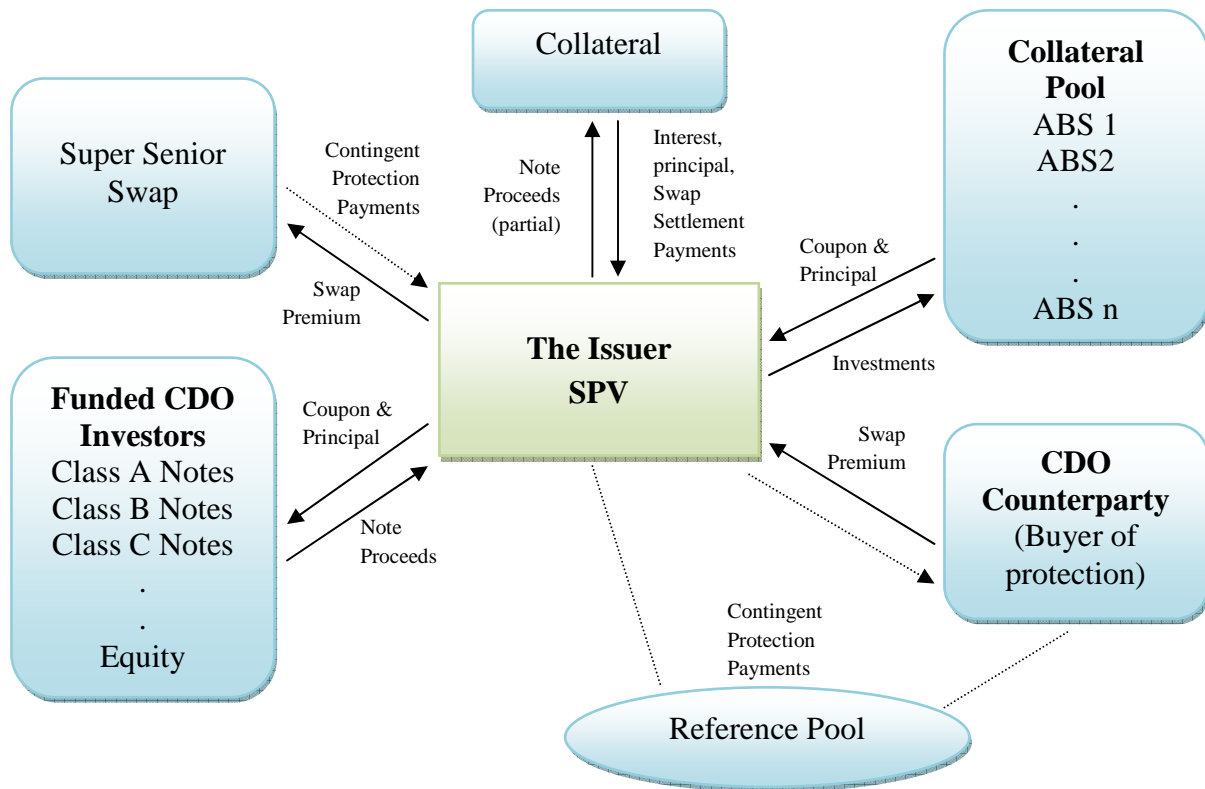 Collateral
Collateral
Pool
ABS 1
ABS2
.
.
.
ABS n
Super Senior
Swap
Contingent
Protection
Payments
Note
Proceeds
(partial)
Interest,
principal,
Swap
Settlement
Payments
Coupon &
Principal
Swap
Premium
The Issuer
SPV
Investments
Funded CDO
Investors
Class A Notes
Class B Notes
Class C Notes
.
.
Equity
Coupon &
Principal
Note
Proceeds
Swap
Premium
CDO
Counterparty
(Buyer of
protection)
Contingent
Protection
Payments
Reference Pool